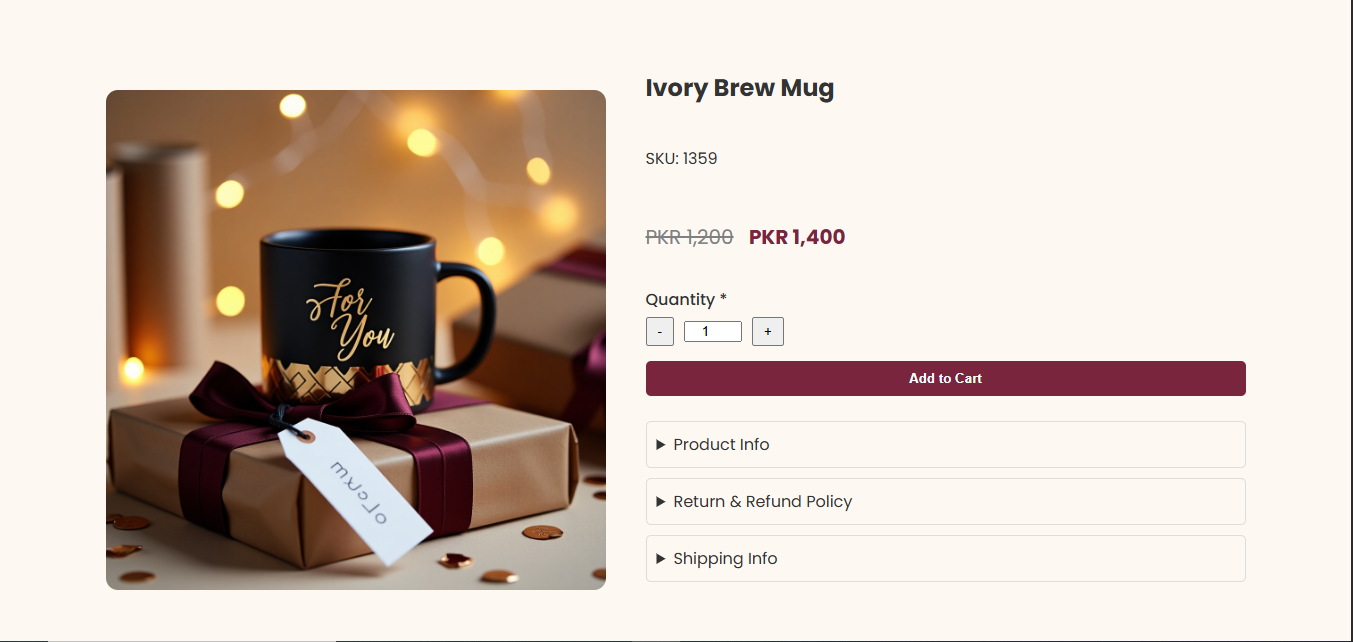 Ivory Brew Mug
SKU: 1359
PKR 1,200 PKR 1,400
Quantity *
- 1 +
Add to Cart
Product Info
Return & Refund Policy
Shipping Info
For
You